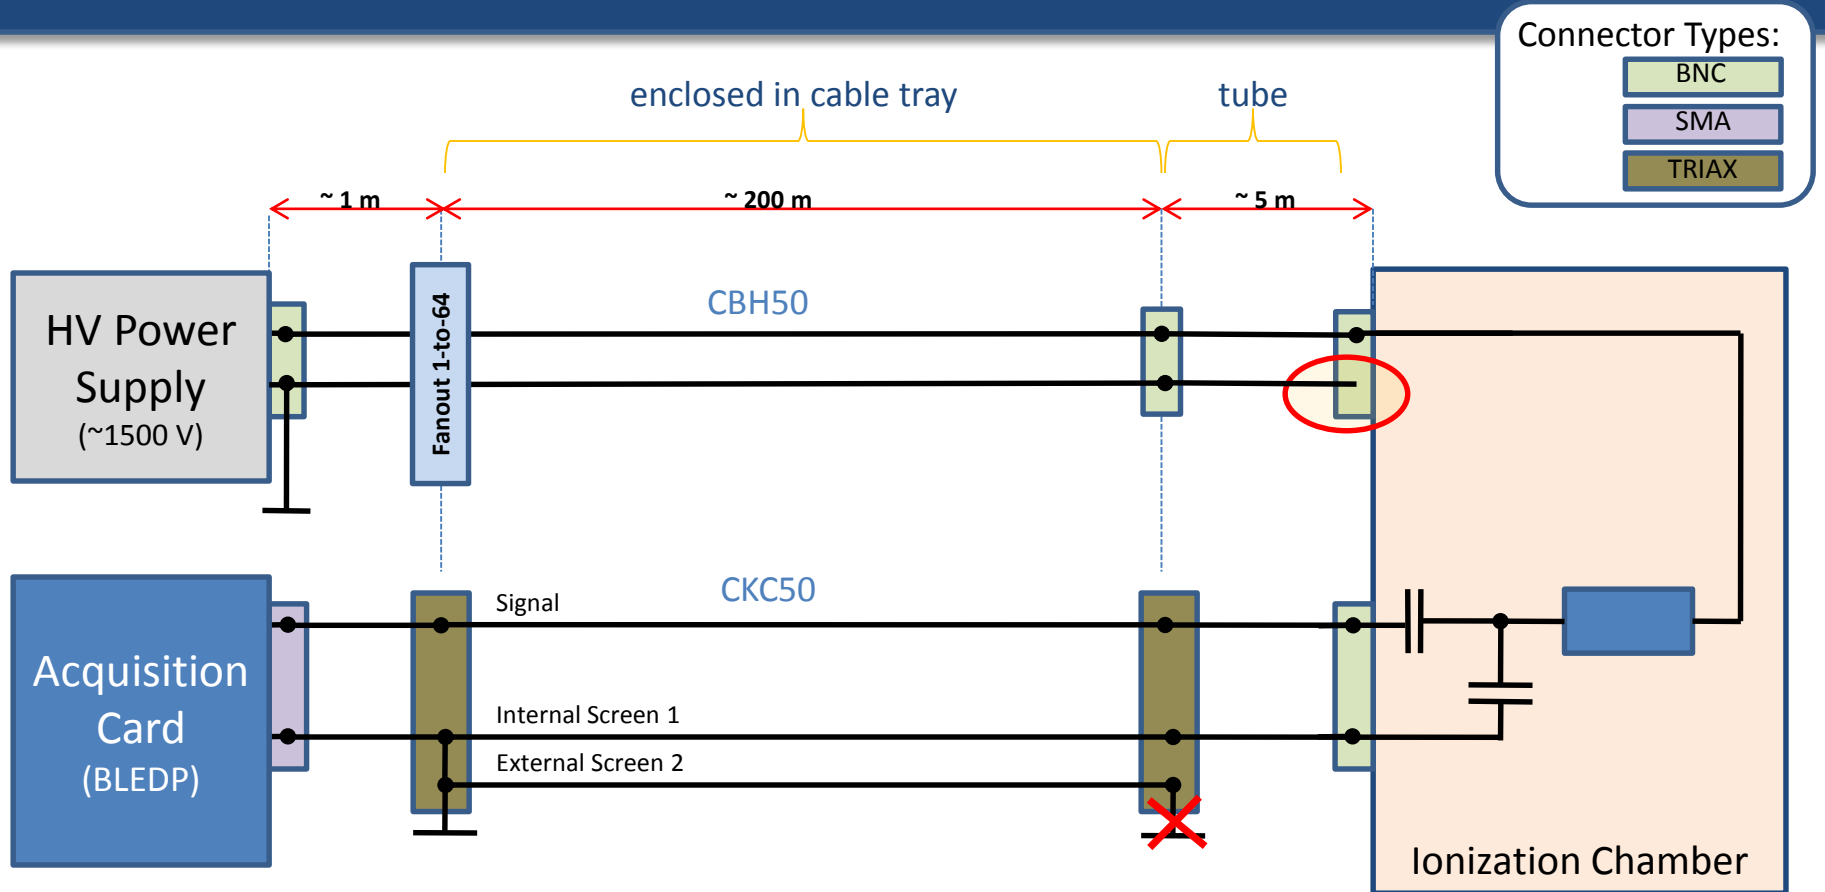 Connector Types:
BNC
SMA
TRIAX
enclosed in cable tray
tube
~ 1 m
~ 200 m
~ 5 m
HV Power
Supply
(~1500 V)
Fanout 1-to-64
CBH50
Acquisition
Card
(BLEDP)
Signal
CKC50
Internal Screen 1
External Screen 2
Ionization Chamber